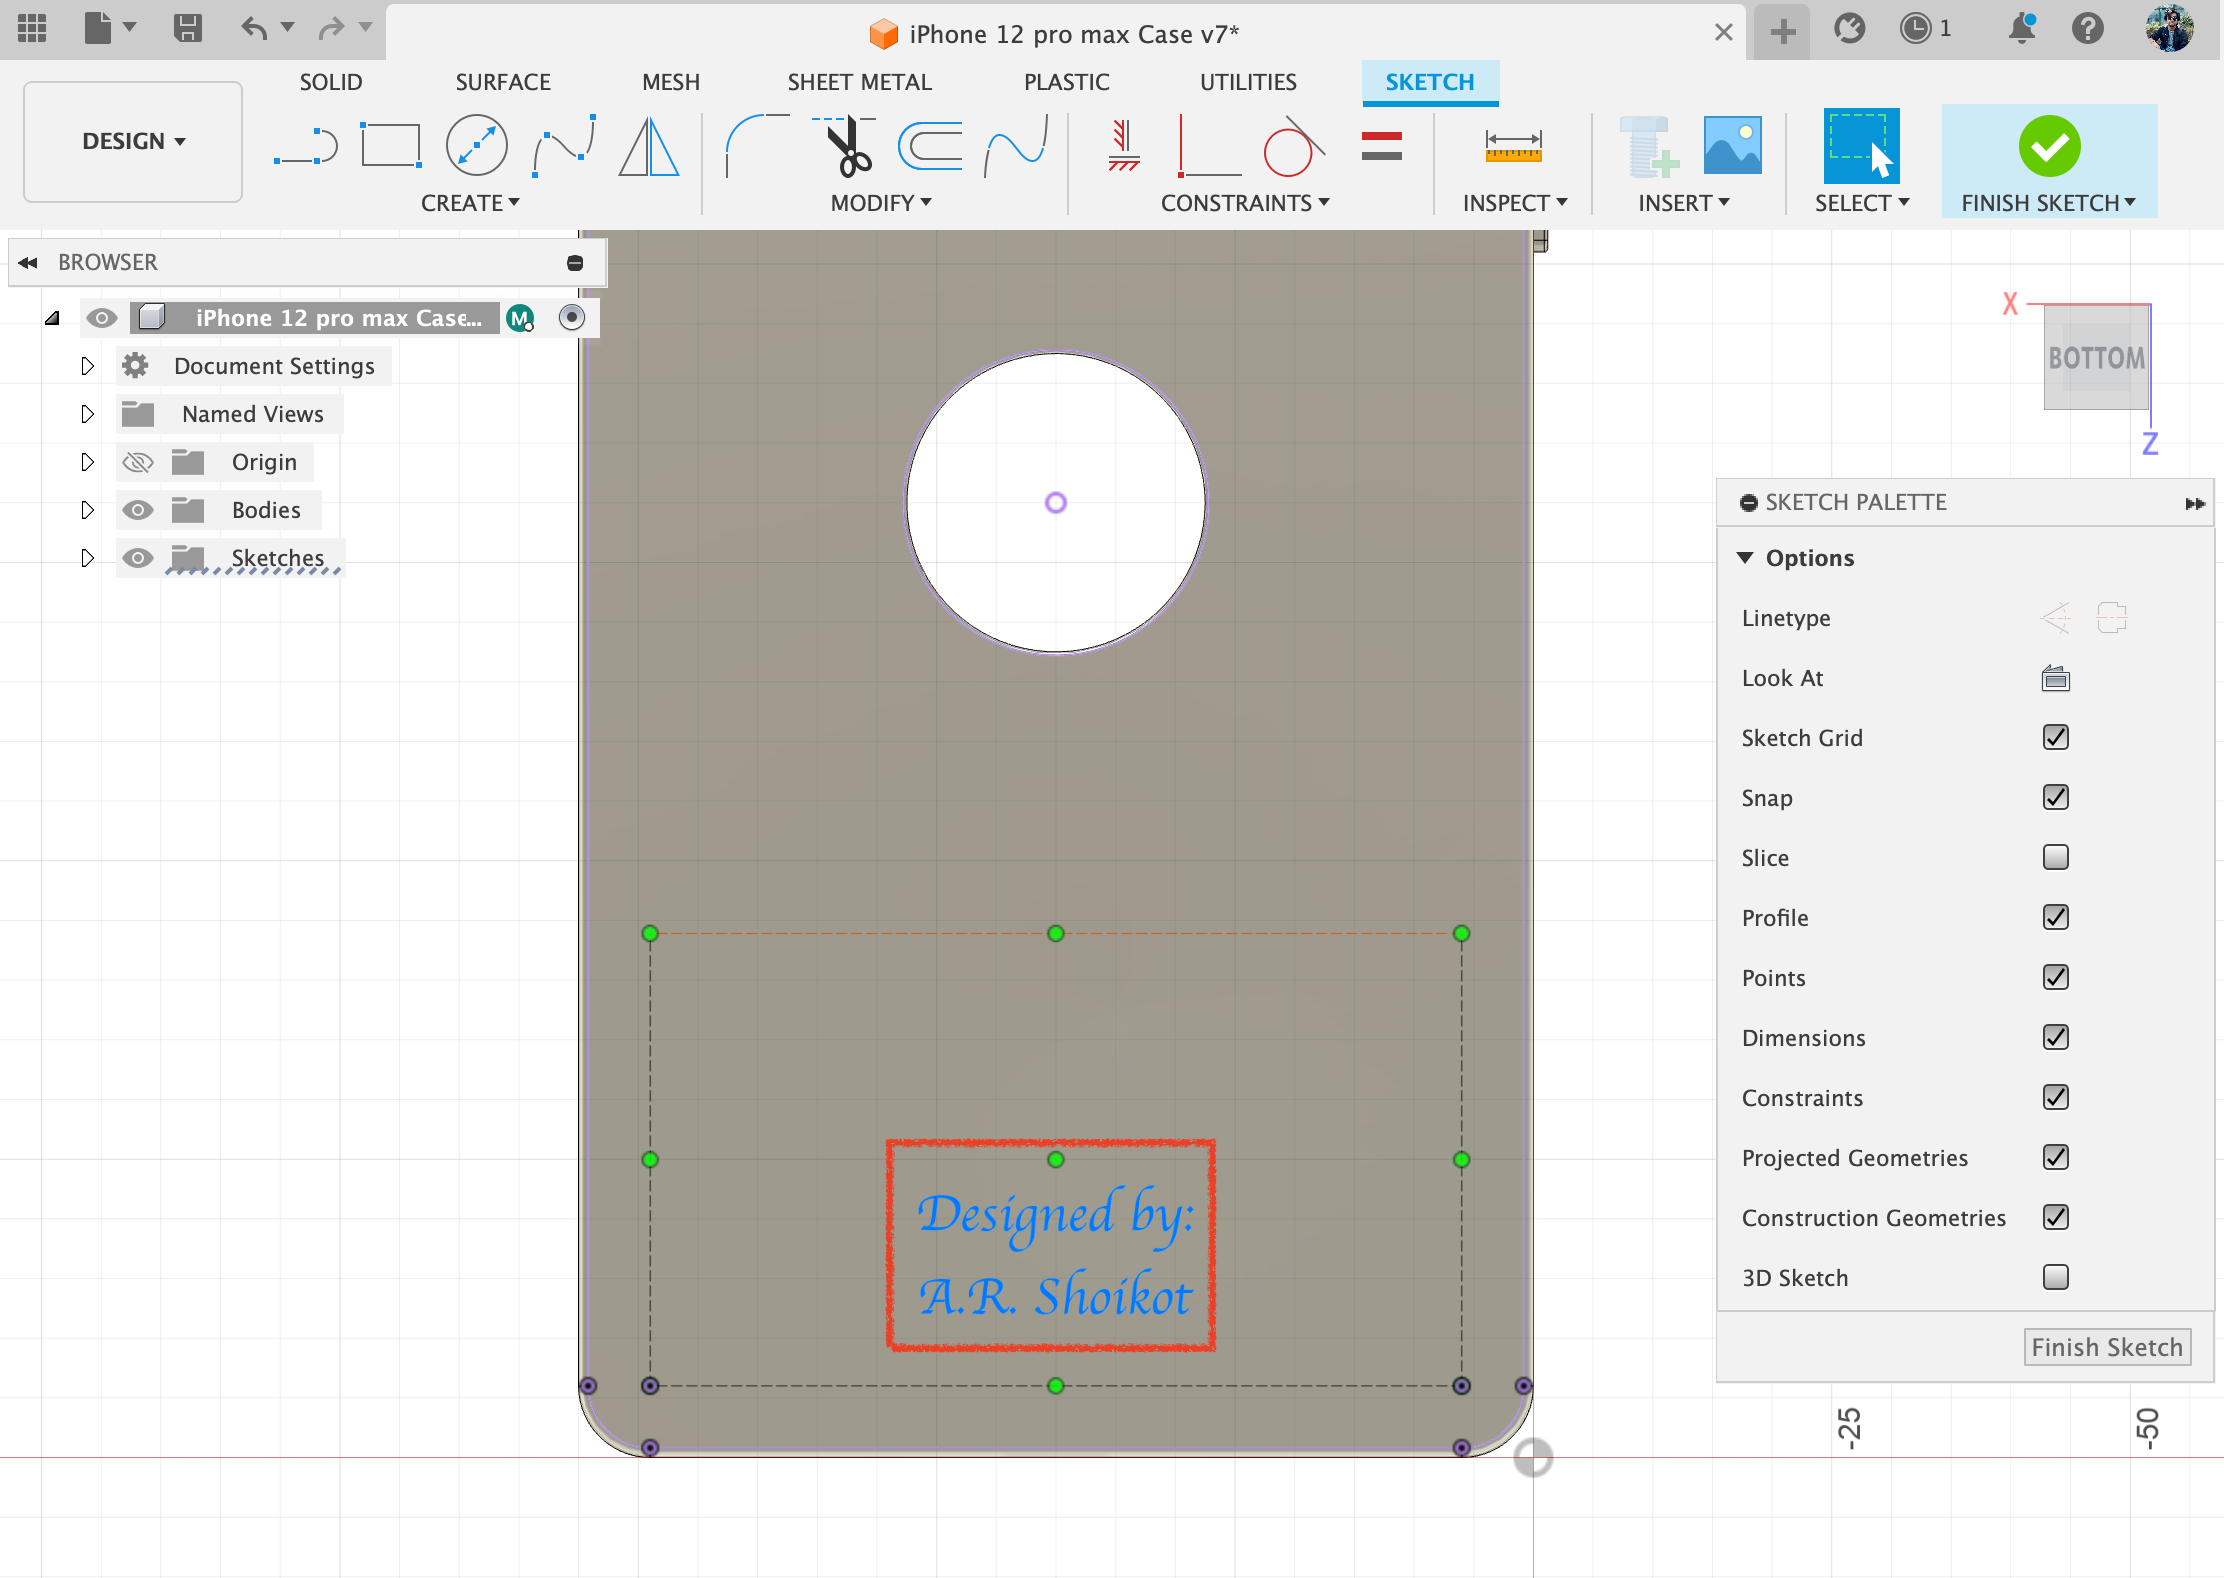 iPhone 12 pro max Case v7*
1
DESIGN
SOLID
SURFACE
MESH
SHEET METAL
PLASTIC
UTILITIES
SKETCH
CREATE
MODIFY
CONSTRAINTS
INSPECT
INSERT
SELECT
FINISH SKETCH
BROWSER
iPhone 12 pro max Case...
M
Document Settings
Named Views
Origin
Bodies
Sketches
X
BOTTOM
Z
SKETCH PALETTE
Options
Linetype
Look At
Sketch Grid
Snap
Slice
Profile
Points
Dimensions
Constraints
Projected Geometries
Construction Geometries
3D Sketch
Finish Sketch
Designed by:
A.R. Shoikot
-25
-50